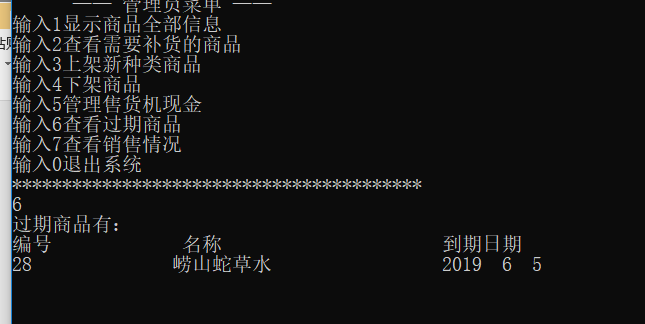 —— 管理员菜单 ——
输入1显示商品全部信息
输入2查看需要补货的商品
输入3上架新种类商品
输入4下架商品
输入5管理售货机现金
输入6查看过期商品
输入7查看销售情况
输入0退出系统
*****************************************
6
过期商品有:
编号 名称 到期日期
28 崂山蛇草水 2019 6 5